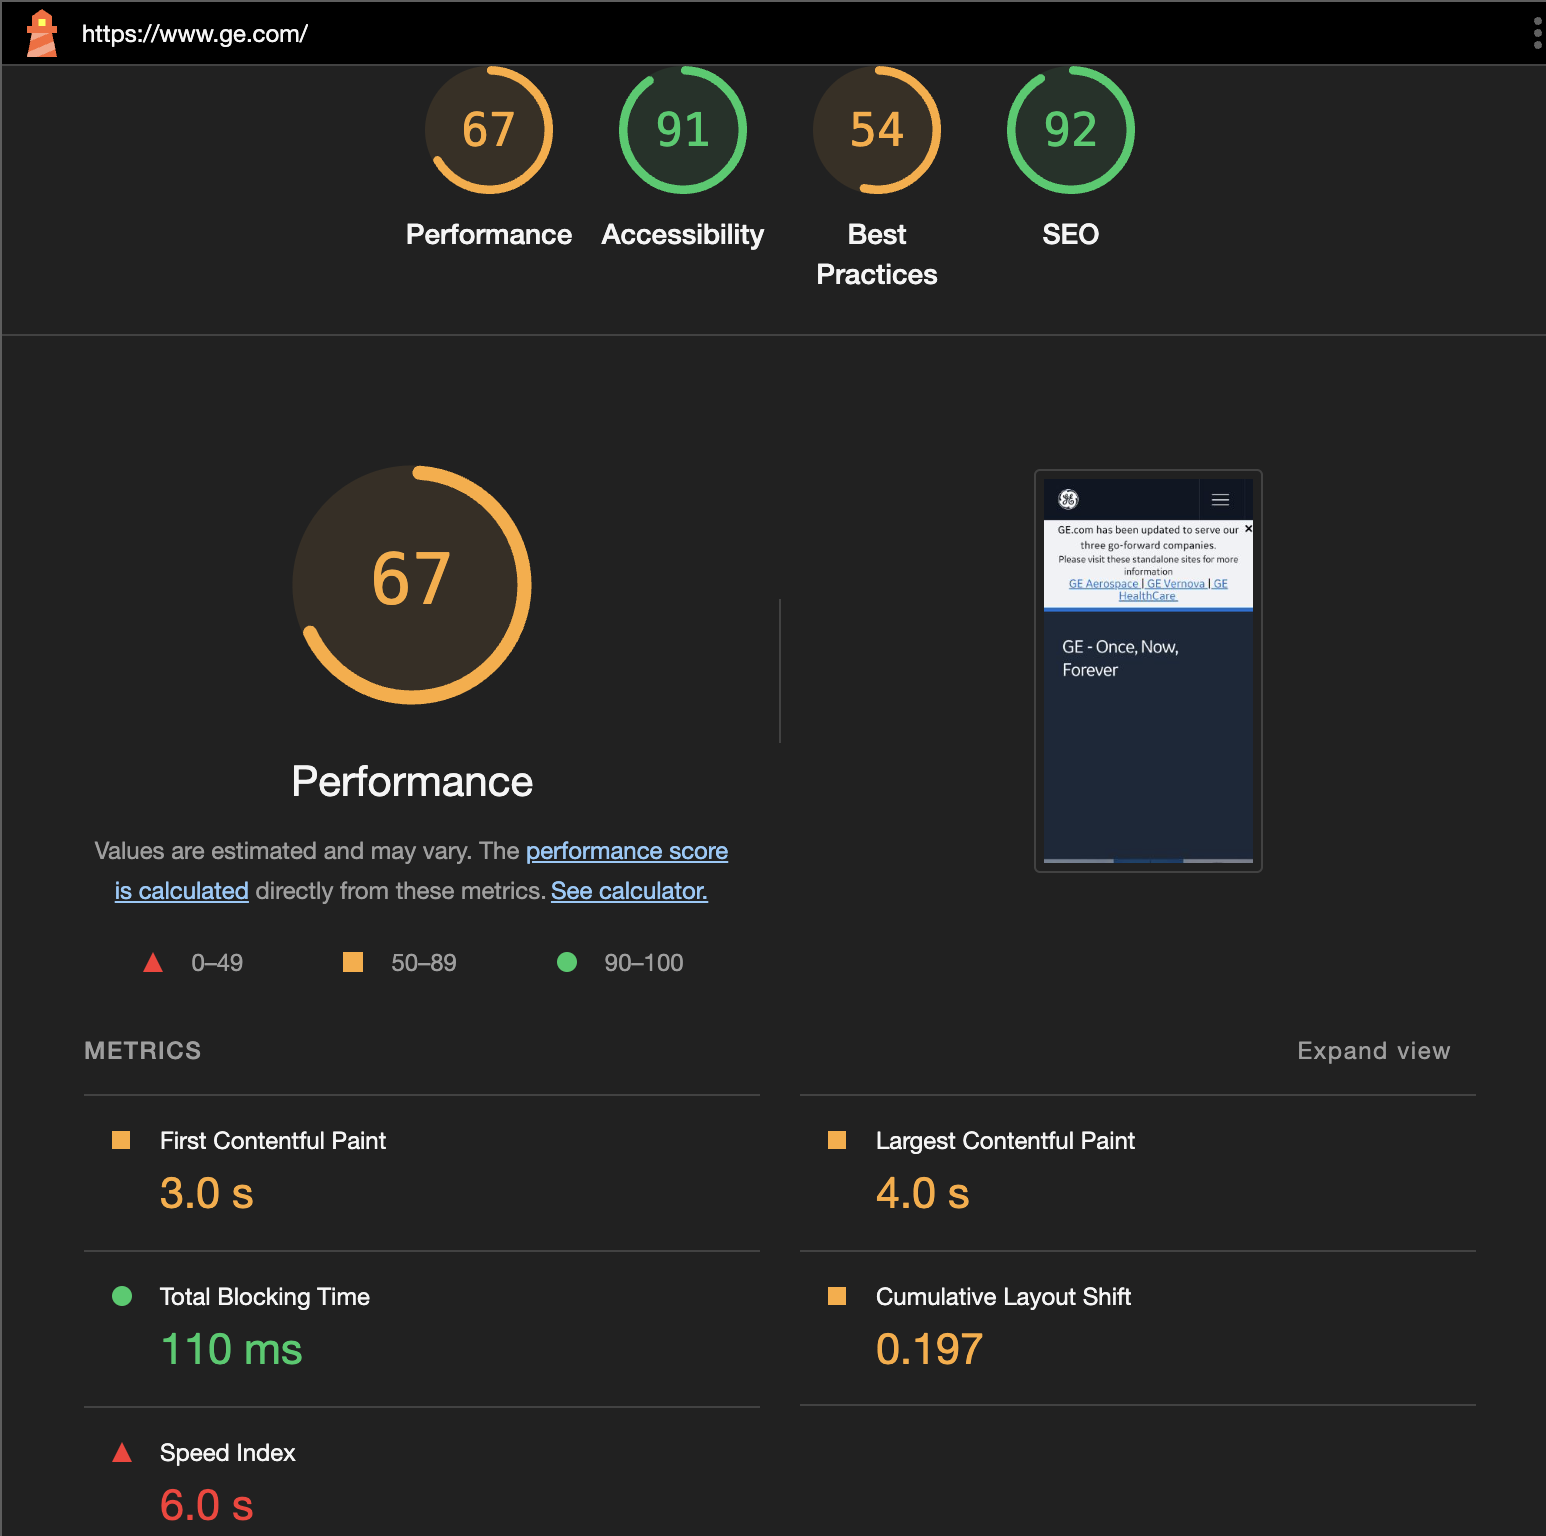 https://www.ge.com/
67
91
54
92
Performance
Accessibility
Best
Practices
SEO
67
Performance
Values are estimated and may vary. The performance score
is calculated directly from these metrics. See calculator.
0–49
50–89
90–100
GE.com has been updated to serve our
three go-forward companies.
Please visit these standalone sites for more
information
GE Aerospace | GE Vernova | GE
HealthCare
GE - Once, Now,
Forever
METRICS
Expand view
First Contentful Paint
3.0 s
Largest Contentful Paint
4.0 s
Total Blocking Time
110 ms
Cumulative Layout Shift
0.197
Speed Index
6.0 s